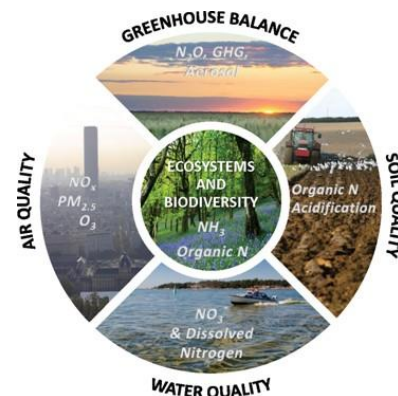 GREENHOUSE BALANCE
N₂O, GHG,
Aerosol
AIR QUALITY
NOₓ
PM₂.₅
O₃
ECOSYSTEMS
AND
BIODIVERSITY
NH₃
Organic N
Organic N
Acidification
SOIL QUALITY
NO₃⁻
& Dissolved
Nitrogen
WATER QUALITY